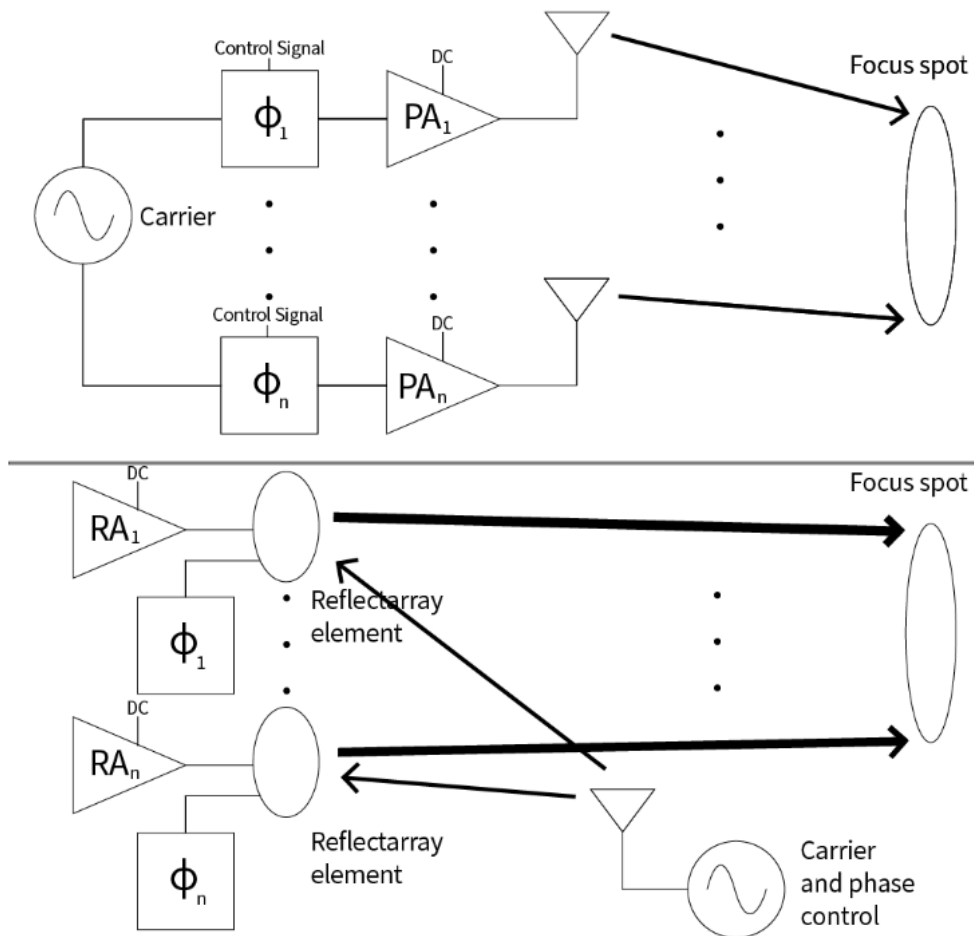 Control Signal
DC
Focus spot
ϕ1
PA1
Carrier
Control Signal
DC
ϕn
PAn
DC
Focus spot
RA1
Reflectarray
element
ϕ1
DC
RAn
Reflectarray
element
ϕn
Carrier
and phase
control